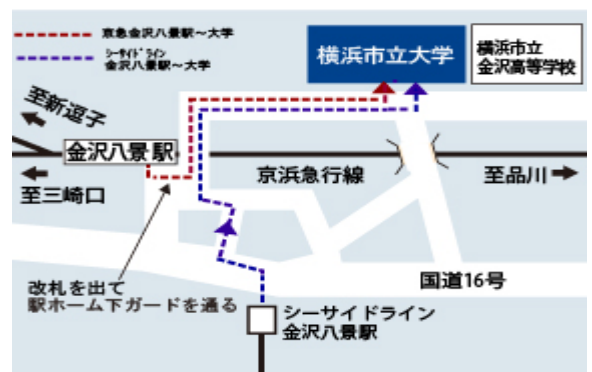 京急金沢八景駅～大学
シーサイドライン
金沢八景駅～大学
横浜市立大学
横浜市立
金沢高等学校
至新逗子
金沢八景 駅
至三崎口
京浜急行線
至品川
改札を出て
駅ホーム下ガードを通る
国道16号
シーサイドライン
金沢八景駅